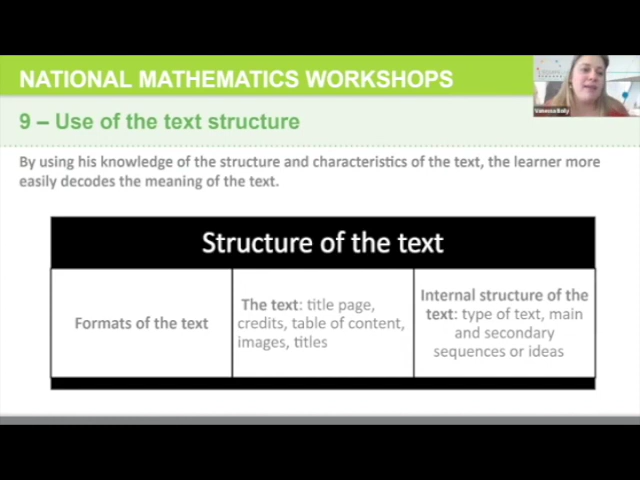 NATIONAL MATHEMATICS WORKSHOPS
9 – Use of the text structure
By using his knowledge of the structure and characteristics of the text, the learner more
easily decodes the meaning of the text.
Structure of the text
Formats of the text
The text: title page,
credits, table of content,
images, titles
Internal structure of the
text: type of text, main
and secondary
sequences or ideas